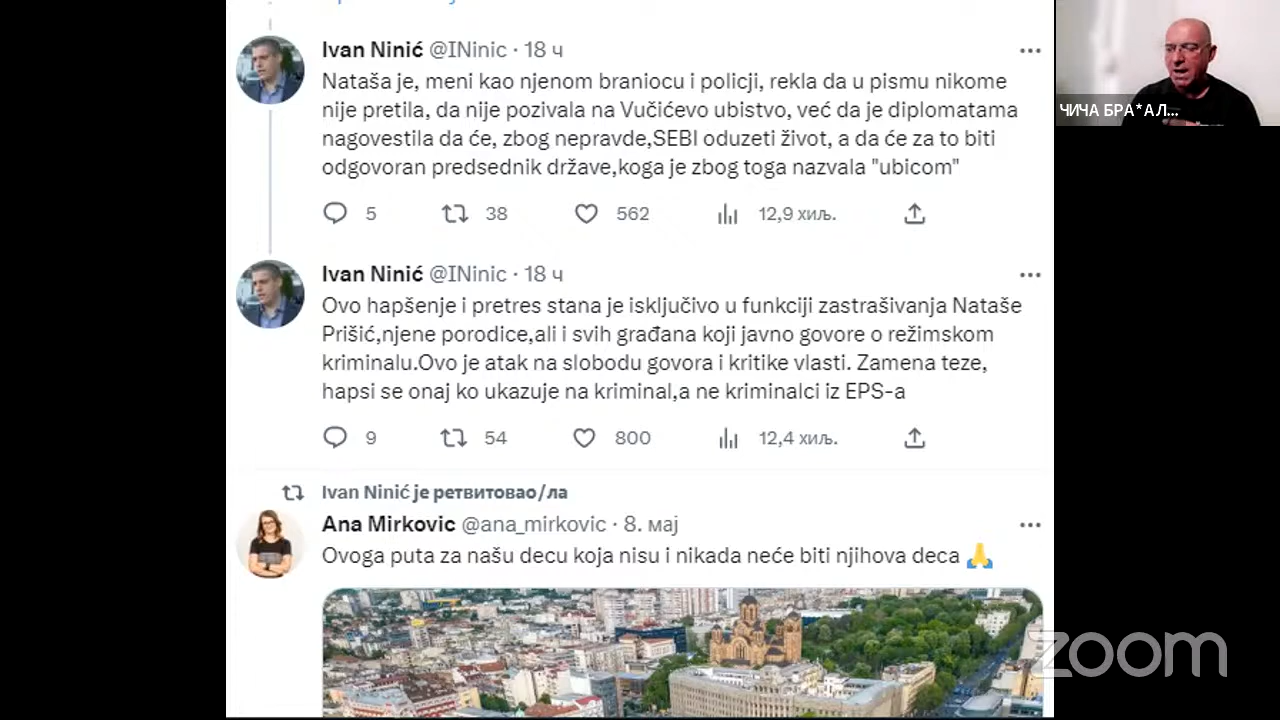 Ivan Ninić @INinic · 18 ч
Nataša je, meni kao njenom braniocu i policji, rekla da u pismu nikome
nije pretila, da nije pozivala na Vučićevo ubistvo, već da je diplomatama
nagovestila da će, zbog nepravde,SEBI oduzeti život, a da će za to biti
odgovoran predsednik države,koga je zbog toga nazvala "ubicom"
5 38 562 12,9 хиљ.
Ivan Ninić @INinic · 18 ч
Ovo hapšenje i pretres stana je isključivo u funkciji zastrašivanja Nataše
Prišić,njene porodice,ali i svih građana koji javno govore o režimskom
kriminalu.Ovo je atak na slobodu govora i kritike vlasti. Zamena teze,
hapsi se onaj ko ukazuje na kriminal,a ne kriminalci iz EPS-a
9 54 800 12,4 хиљ.
Ivan Ninić је ретвитовао/ла
Ana Mirkovic @ana_mirkovic · 8. мај
Ovoga puta za našu decu koja nisu i nikada neće biti njihova deca 🙏
ЧИЧА БРА*АЛ...
zoom